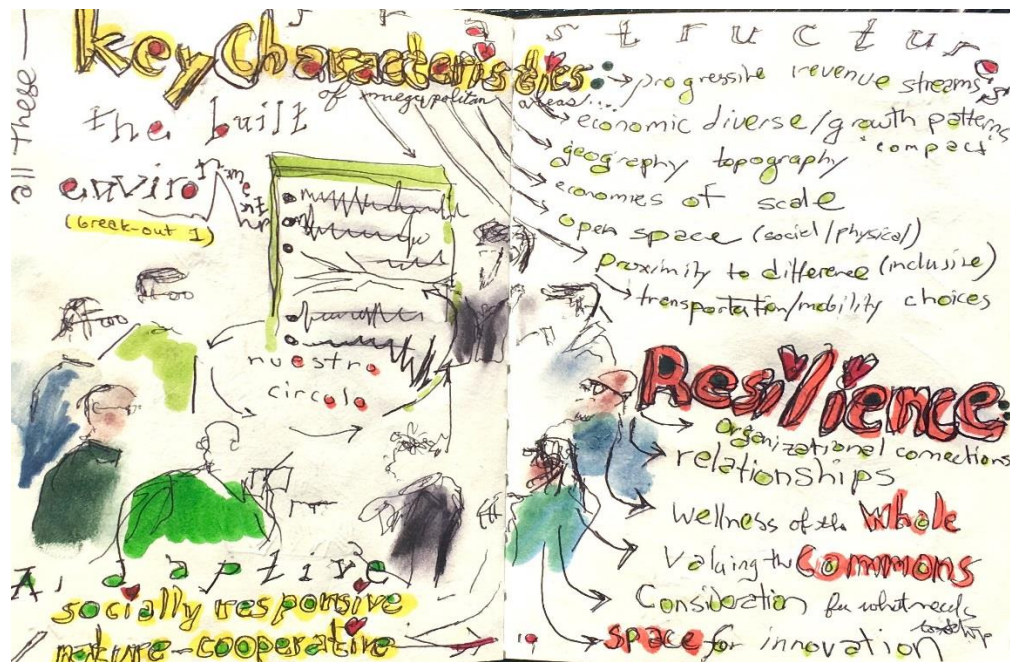 all These
Key Characteristics:
of megapolitan areas....
the built
enviro
(break-out 1)
nuestro
circolo
Adaptive
socially responsive
nature-cooperative
structur
progressive revenue streams
economic diverse/growth patterns
"compact"
geography topography
economies of scale
open space (social/physical)
proximity to difference (inclusive)
transportation/mobility choices
Resilience:
organizational connections
relationships
wellness of the Whole
Valuing the Commons
Consideration for what needs
space for innovation